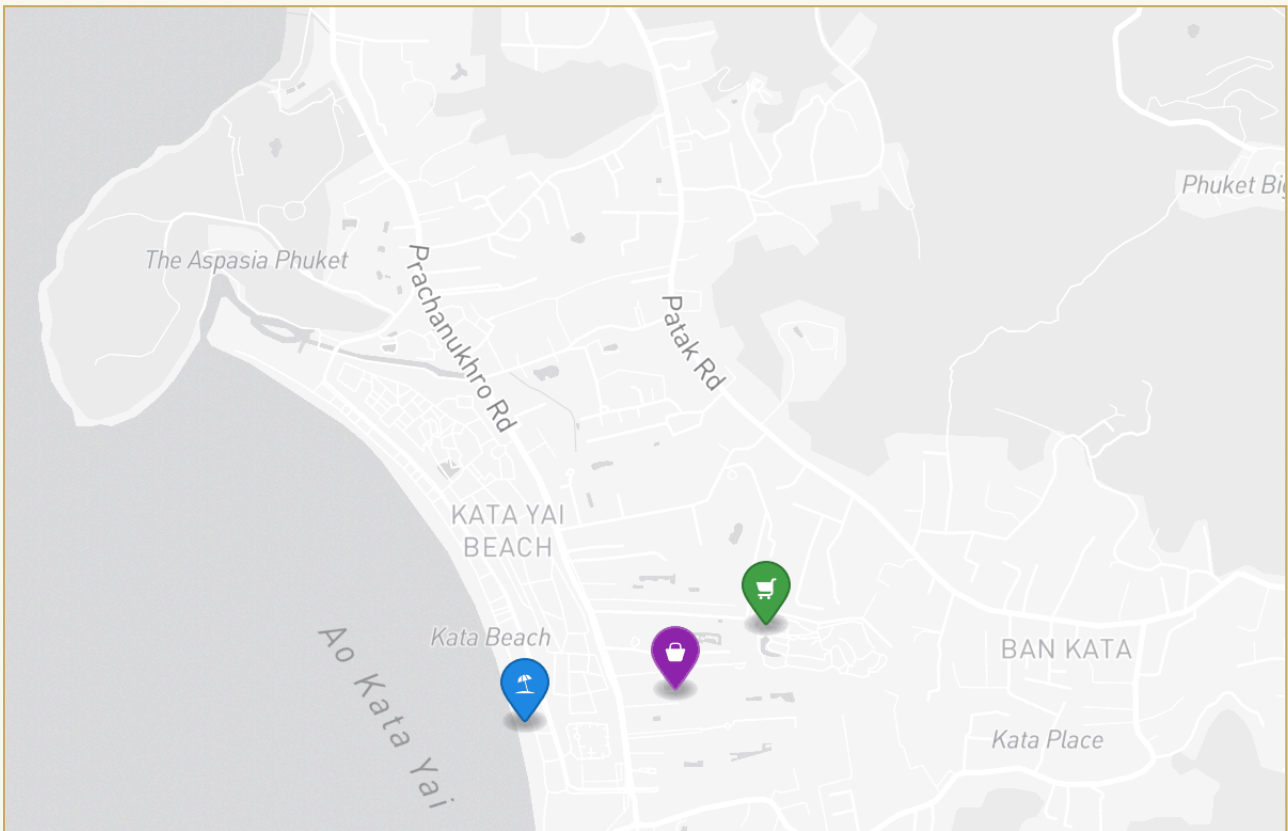 Phuket Big
The Aspasia Phuket
Prachanukhro Rd
Patak Rd
KATA YAI
BEACH
Kata Beach
Ao Kata Yai
BAN KATA
Kata Place